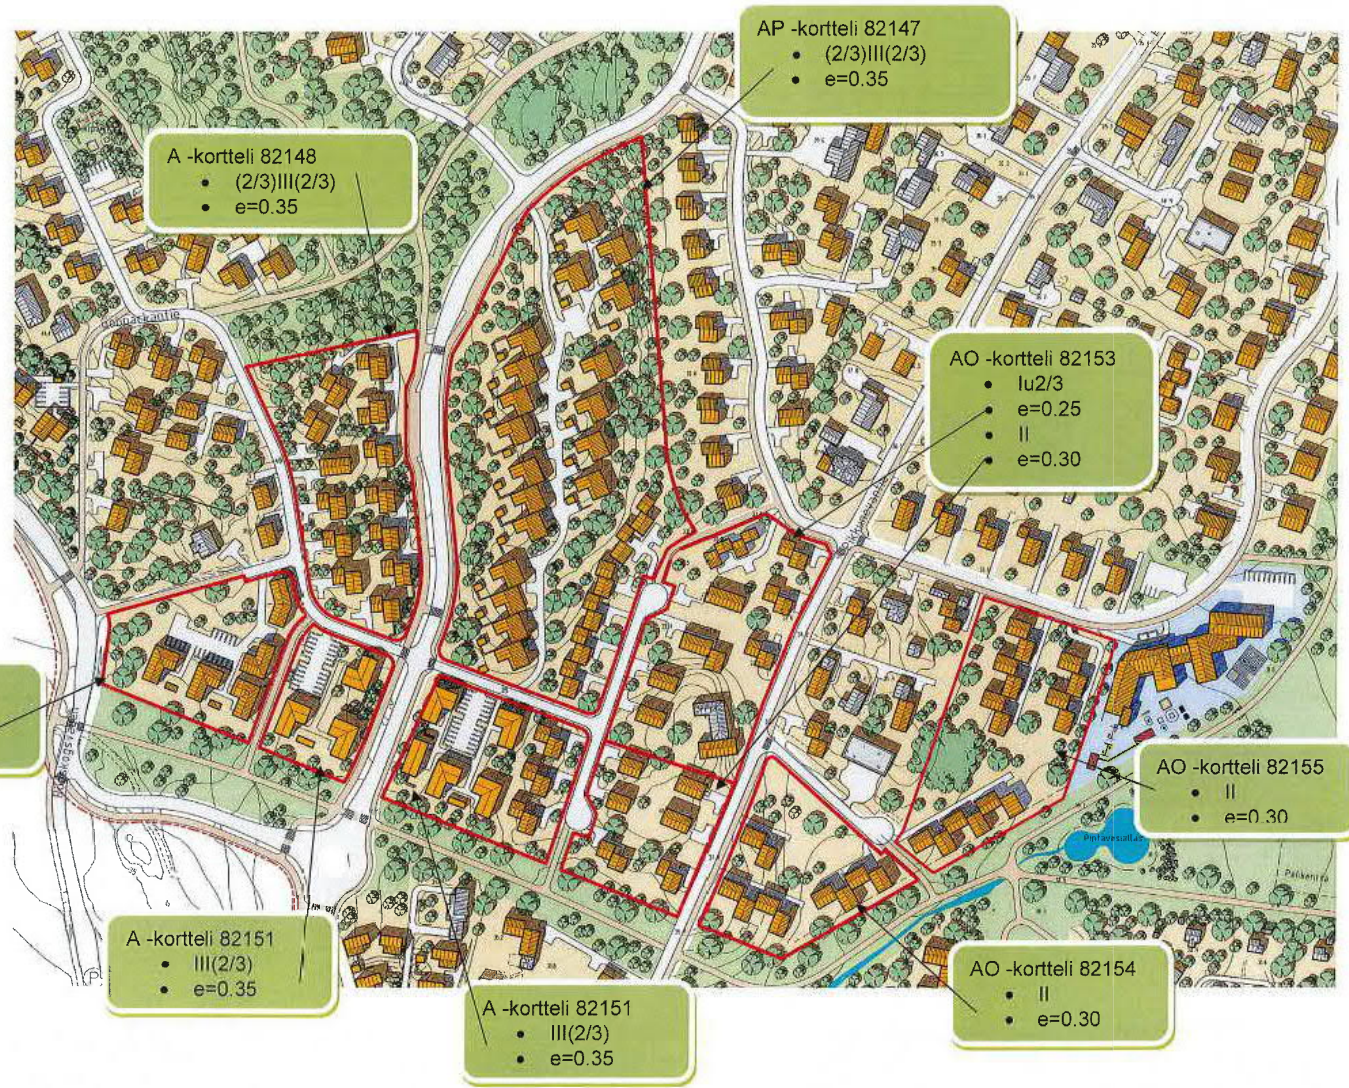 AP -kortteli 82147
• (2/3)III(2/3)
• e=0.35
A -kortteli 82148
• (2/3)III(2/3)
• e=0.35
AO -kortteli 82153
• Iu2/3
• e=0.25
• II
• e=0.30
AO -kortteli 82155
• II
• e=0.30
A -kortteli 82151
• III(2/3)
• e=0.35
AO -kortteli 82154
• II
• e=0.30
A -kortteli 82151
• III(2/3)
• e=0.35